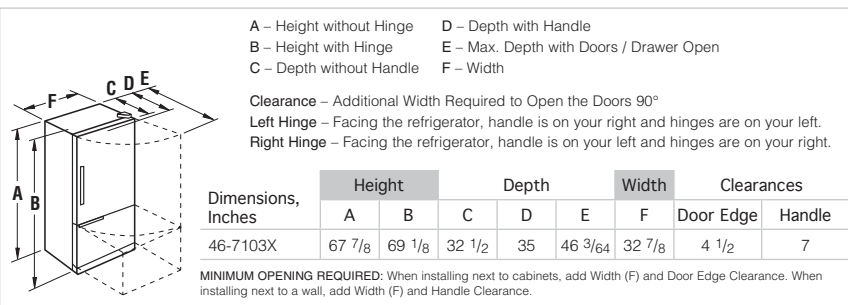 A – Height without Hinge D – Depth with Handle
B – Height with Hinge E – Max. Depth with Doors / Drawer Open
C – Depth without Handle F – Width
Clearance – Additional Width Required to Open the Doors 90°
Left Hinge – Facing the refrigerator, handle is on your right and hinges are on your left.
Right Hinge – Facing the refrigerator, handle is on your left and hinges are on your right.
F C D E
A B
Dimensions, Inches Height Depth Width Clearances
A B C D E F Door Edge Handle
46-7103X 67 7/8 69 1/8 32 1/2 35 46 3/64 32 7/8 4 1/2 7
MINIMUM OPENING REQUIRED: When installing next to cabinets, add Width (F) and Door Edge Clearance. When
installing next to a wall, add Width (F) and Handle Clearance.